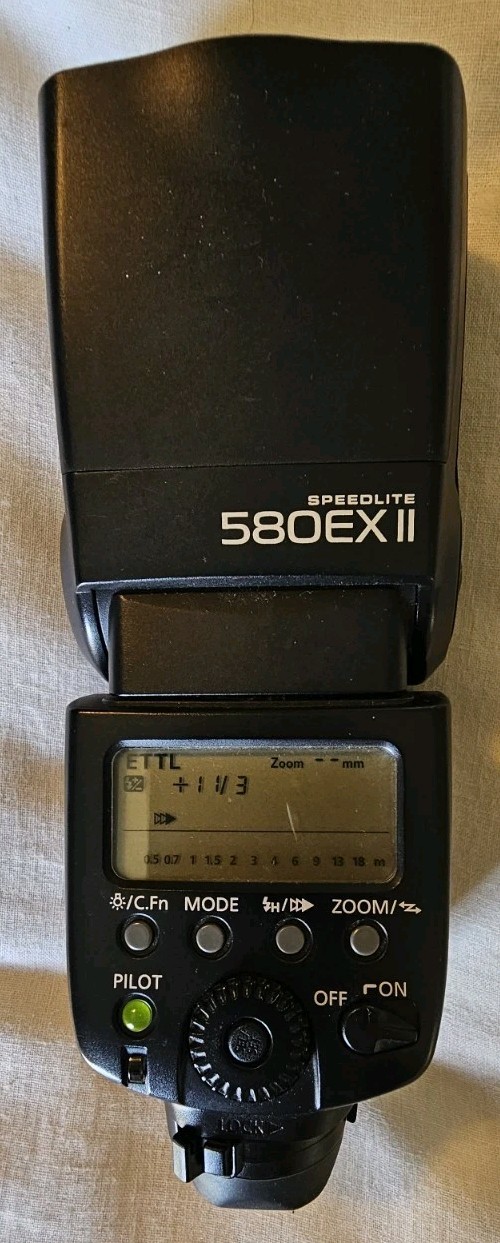 SPEEDLITE
580EX II
ETTL Zoom -- mm
+1 1/3
0.5 0.7 1 1.5 2 3 4 6 9 13 18 m
/C.Fn MODE H/ ZOOM/
PILOT
OFF ON
LOCK